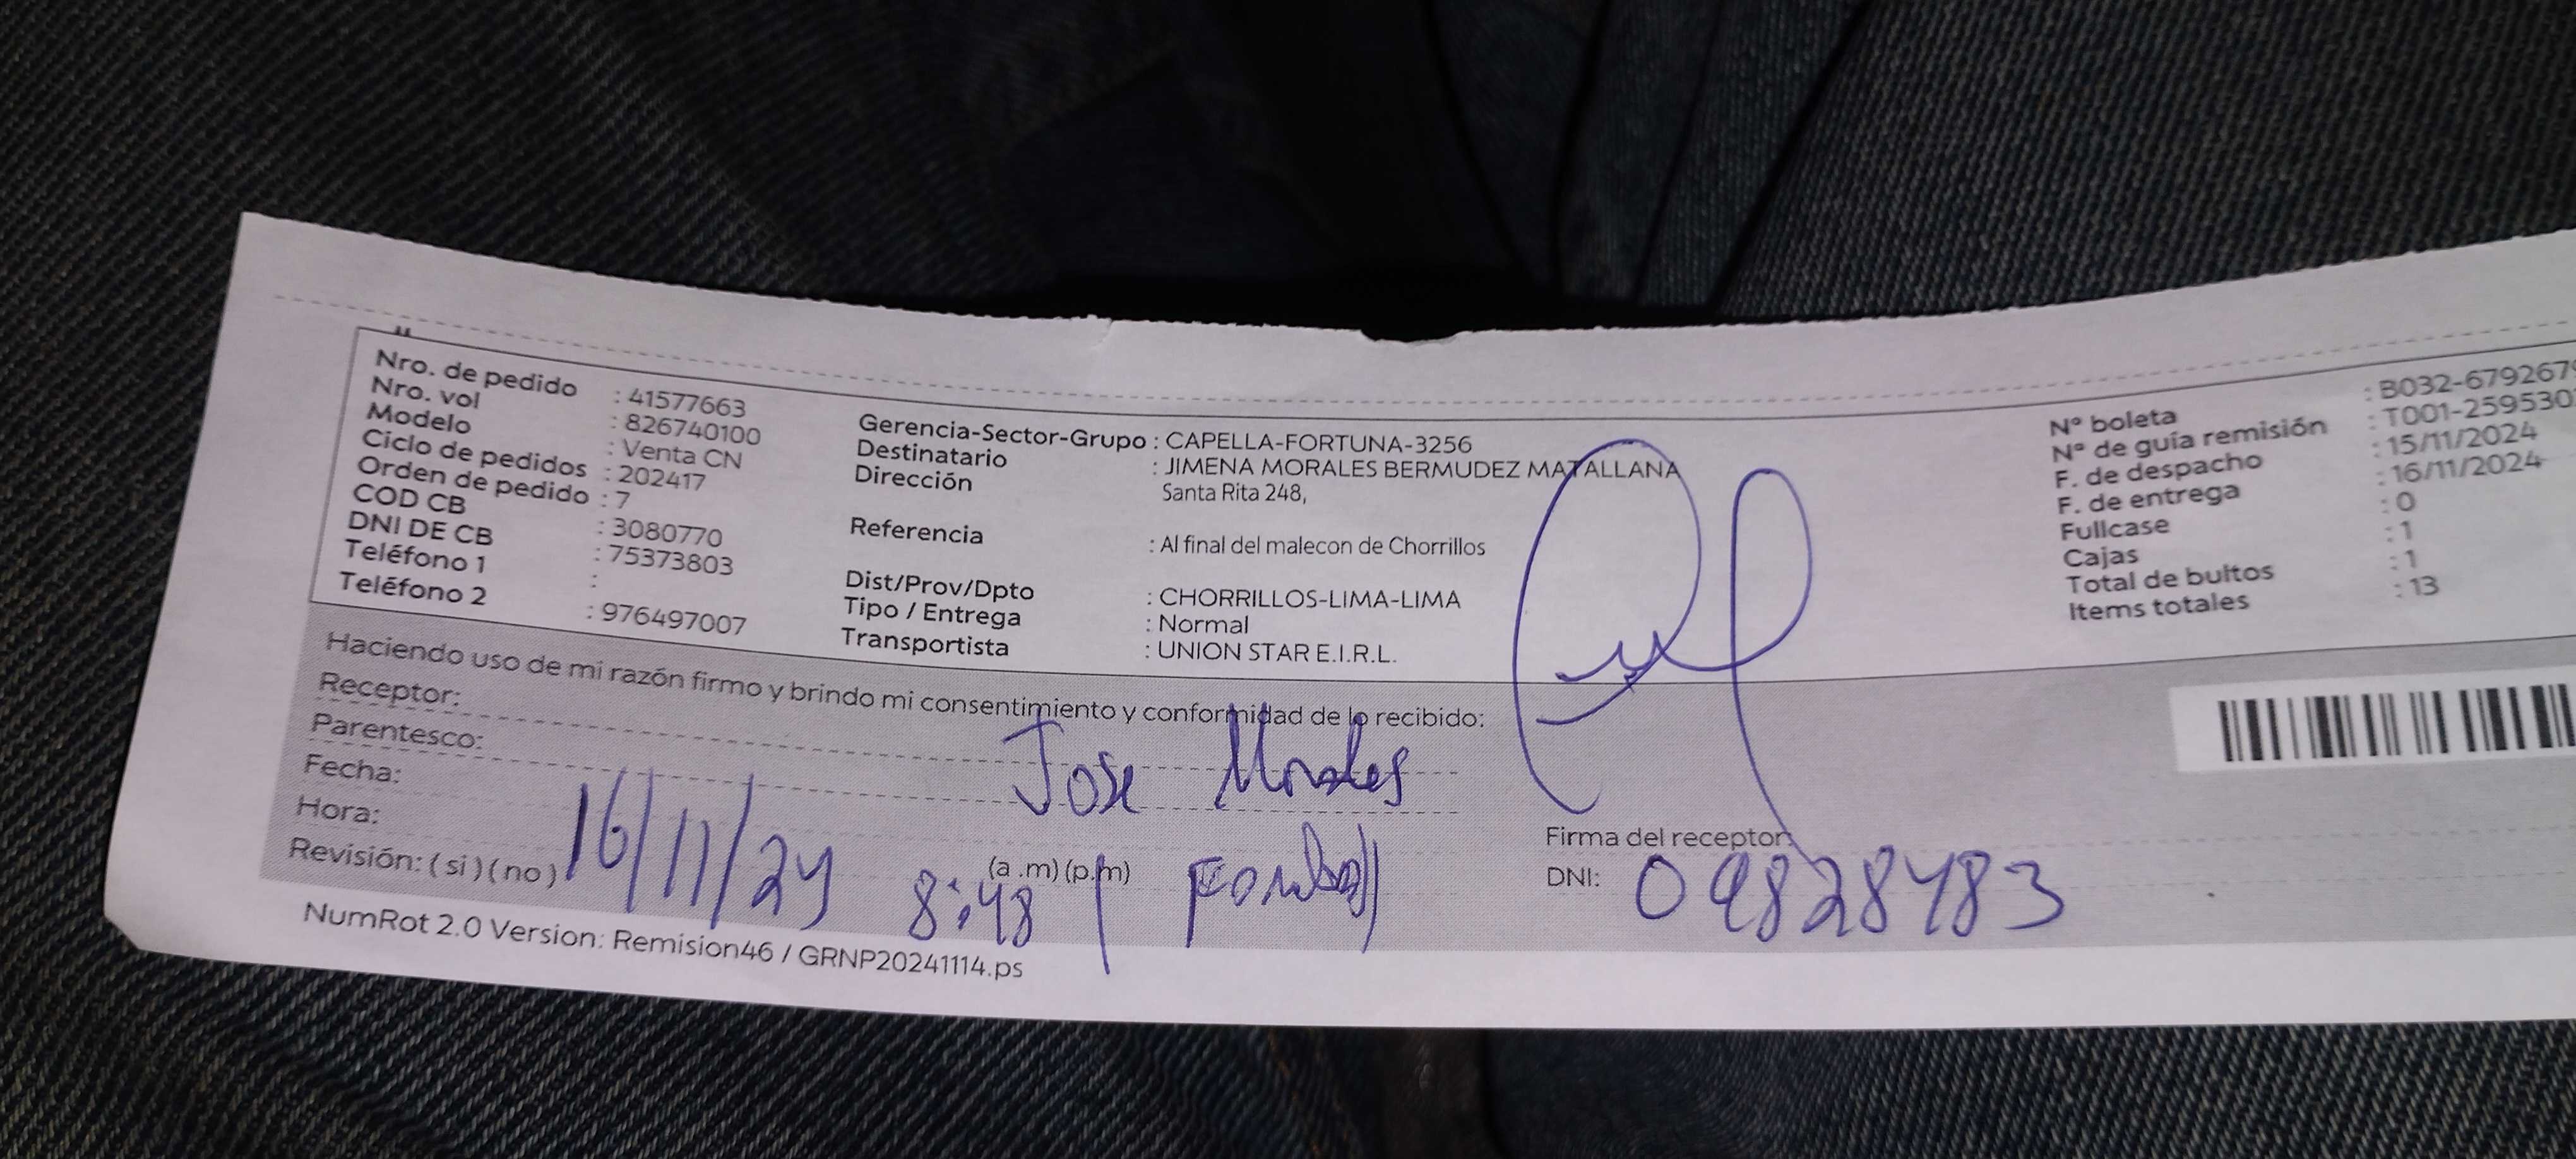 Nro. de pedido : 41577663
Nro. vol : 826740100
Modelo : Venta CN
Ciclo de pedidos : 202417
Orden de pedido : 7
COD CB : 3080770
DNI DE CB : 75373803
Teléfono 1 :
Teléfono 2 : 976497007
Gerencia-Sector-Grupo : CAPELLA-FORTUNA-3256
Destinatario : JIMENA MORALES BERMUDEZ MATALLANA
Dirección Santa Rita 248,
Referencia : Al final del malecon de Chorrillos
Dist/Prov/Dpto : CHORRILLOS-LIMA-LIMA
Tipo / Entrega : Normal
Transportista : UNION STAR E.I.R.L.
Nº boleta : B032-679267
Nº de guía remisión : T001-259530
F. de despacho : 15/11/2024
F. de entrega : 16/11/2024
Fullcase : 0
Cajas : 1
Total de bultos : 1
Items totales : 13
Haciendo uso de mi razón firmo y brindo mi consentimiento y conformidad de lo recibido:
Receptor: Jose Morales
Parentesco:
Fecha: 16/11/24
Hora: 8:48 (a .m) (p.m)
Revisión: ( si ) ( no )
Firma del receptor:
DNI: 09828483
NumRot 2.0 Version: Remision46 / GRNP20241114.ps